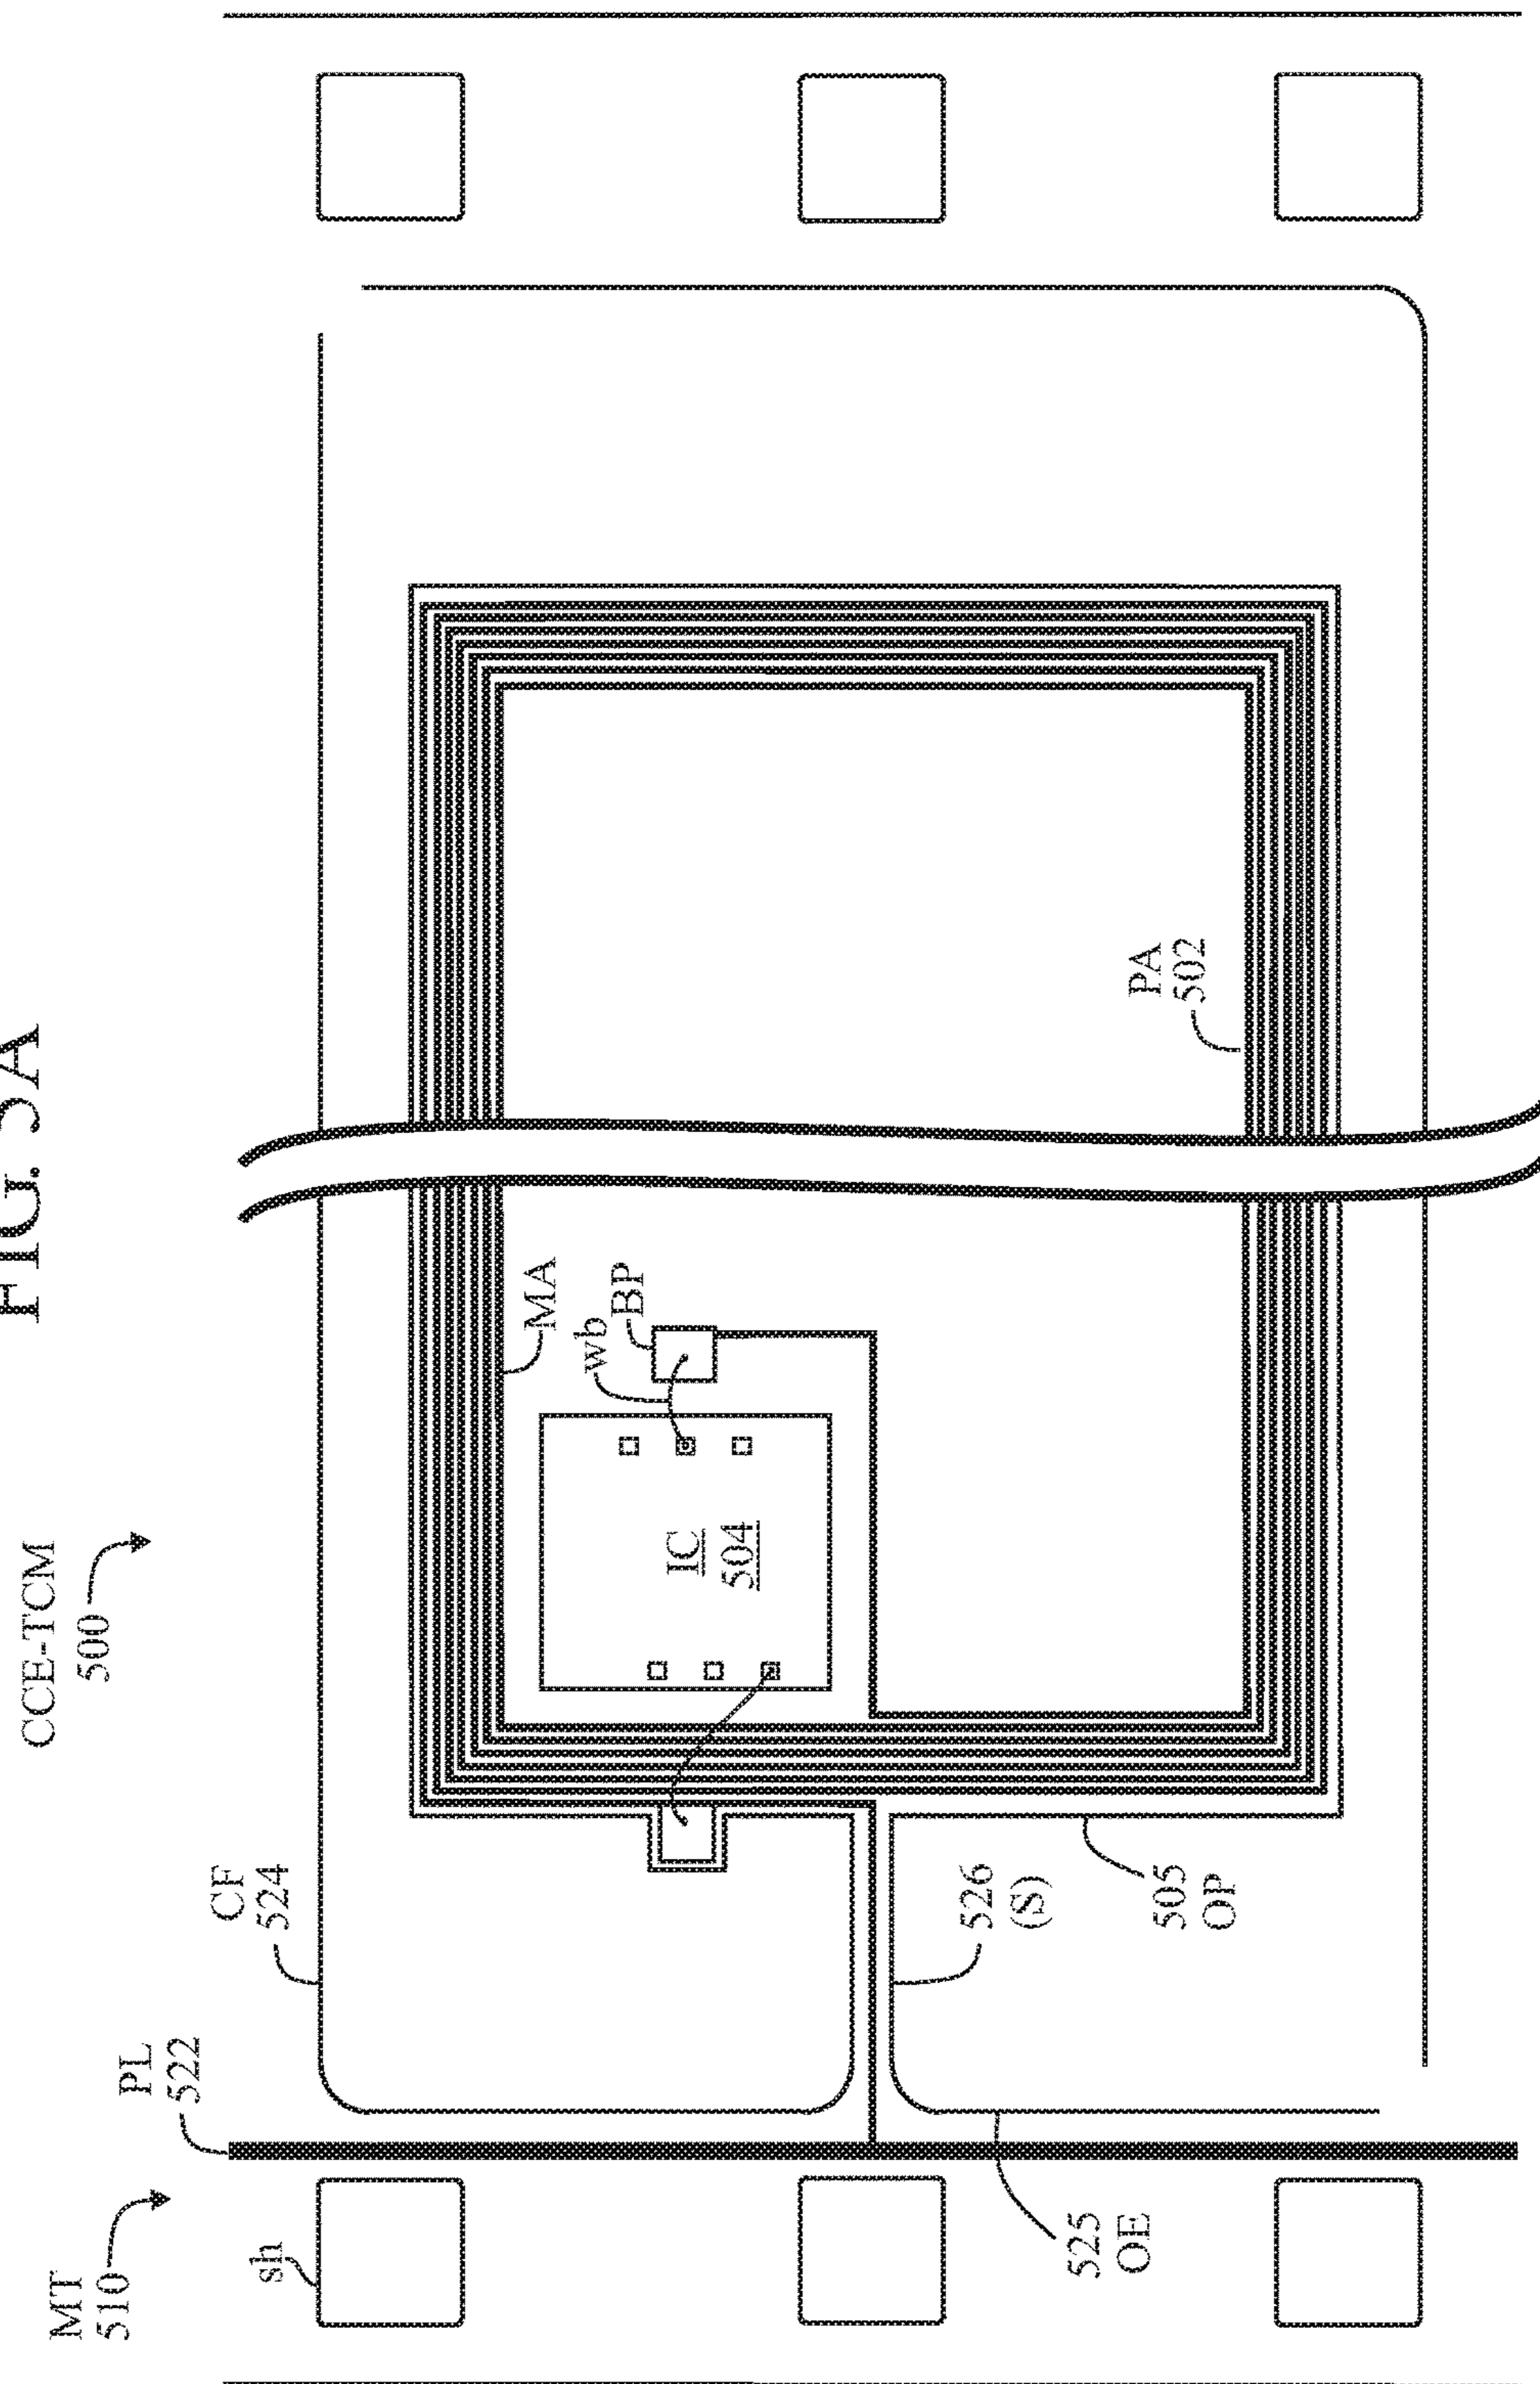 FIG. 5A
CCE-TCM
500
MT
510
PL
522
CF
524
sh
MA
wb
BP
IC
504
PA
502
526
(S)
505
OP
525
OE